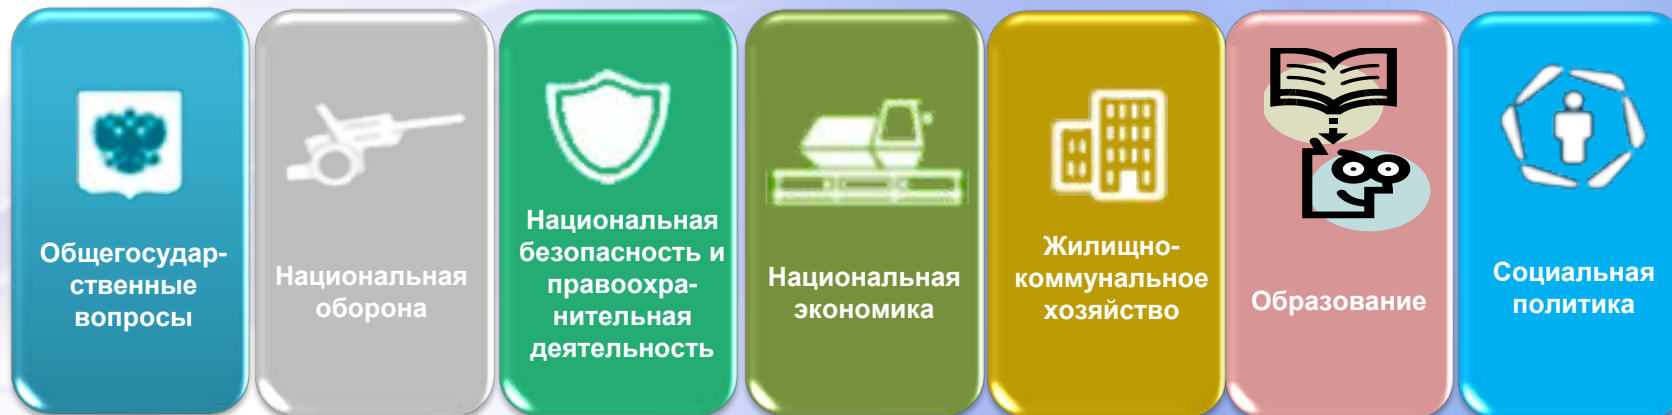 Общегосудар-
ственные
вопросы
Национальная
оборона
Национальная
безопасность и
правоохра-
нительная
деятельность
Национальная
экономика
Жилищно-
коммунальное
хозяйство
Образование
Социальная
политика